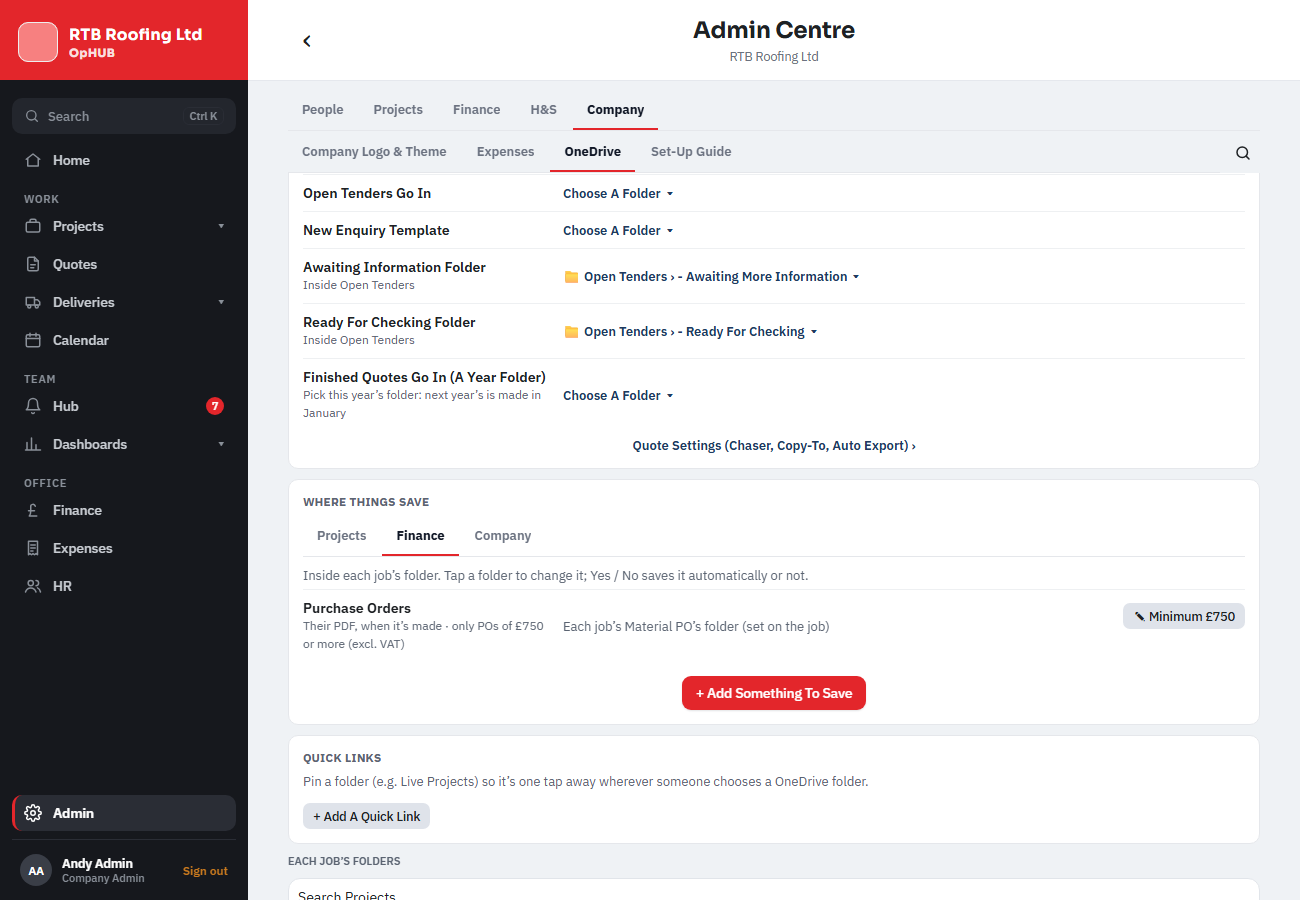 RTB Roofing Ltd
OpHUB
Search
Ctrl K
Home
WORK
Projects
Quotes
Deliveries
Calendar
TEAM
Hub
7
Dashboards
OFFICE
Finance
Expenses
HR
Admin
AA
Andy Admin
Company Admin
Sign out
Admin Centre
RTB Roofing Ltd
People
Projects
Finance
H&S
Company
Company Logo & Theme
Expenses
OneDrive
Set-Up Guide
Open Tenders Go In
Choose A Folder
New Enquiry Template
Choose A Folder
Awaiting Information Folder
Inside Open Tenders
Open Tenders › - Awaiting More Information
Ready For Checking Folder
Inside Open Tenders
Open Tenders › - Ready For Checking
Finished Quotes Go In (A Year Folder)
Pick this year’s folder: next year’s is made in
January
Choose A Folder
Quote Settings (Chaser, Copy-To, Auto Export) ›
WHERE THINGS SAVE
Projects
Finance
Company
Inside each job’s folder. Tap a folder to change it; Yes / No saves it automatically or not.
Purchase Orders
Their PDF, when it’s made · only POs of £750
or more (excl. VAT)
Each job’s Material PO’s folder (set on the job)
Minimum £750
+ Add Something To Save
QUICK LINKS
Pin a folder (e.g. Live Projects) so it’s one tap away wherever someone chooses a OneDrive folder.
+ Add A Quick Link
EACH JOB’S FOLDERS
Search Projects